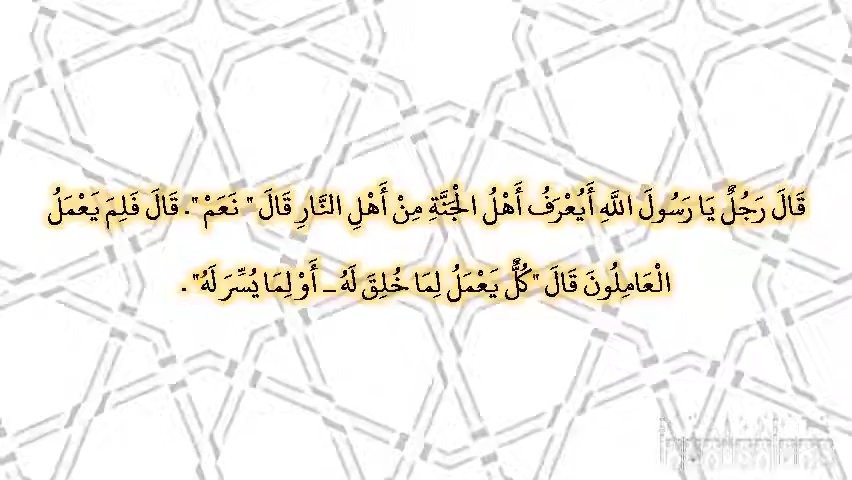 قَالَ رَجُلٌ يَا رَسُولَ اللَّهِ أَيُعْرَفُ أَهْلُ الْجَنَّةِ مِنْ أَهْلِ النَّارِ قَالَ " نَعَمْ ". قَالَ فَلِمَ يَعْمَلُ
الْعَامِلُونَ قَالَ "كُلٌّ يَعْمَلُ لِمَا خُلِقَ لَهُ ـ أَوْ لِمَا يُسِّرَ لَهُ" .